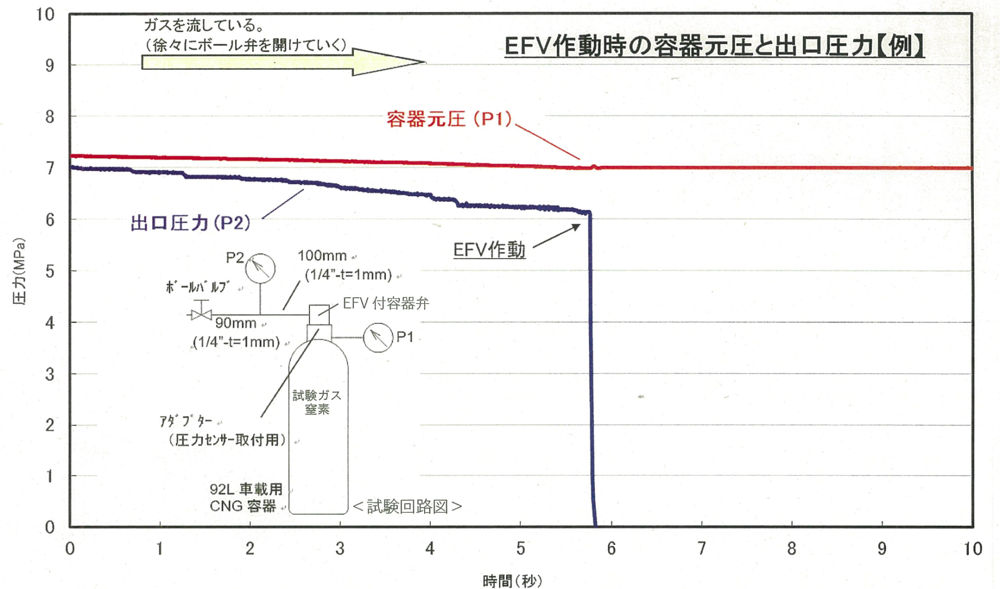 EFV作動時の容器元圧と出口圧力【例】
ガスを流している。
(徐々にボール弁を開けていく)
容器元圧(P1)
出口圧力(P2)
EFV作動
P2
100mm
(1/4”-t=1mm)
ボールバルブ
EFV 付容器弁
90mm
(1/4”-t=1mm)
P1
試験ガス
窒素
アダプター
(圧力センサー取付用)
92L 車載用
CNG 容器
<試験回路図>
圧力(MPa)
10
9
8
7
6
5
4
3
2
1
0
0 1 2 3 4 5 6 7 8 9 10
時間(秒)